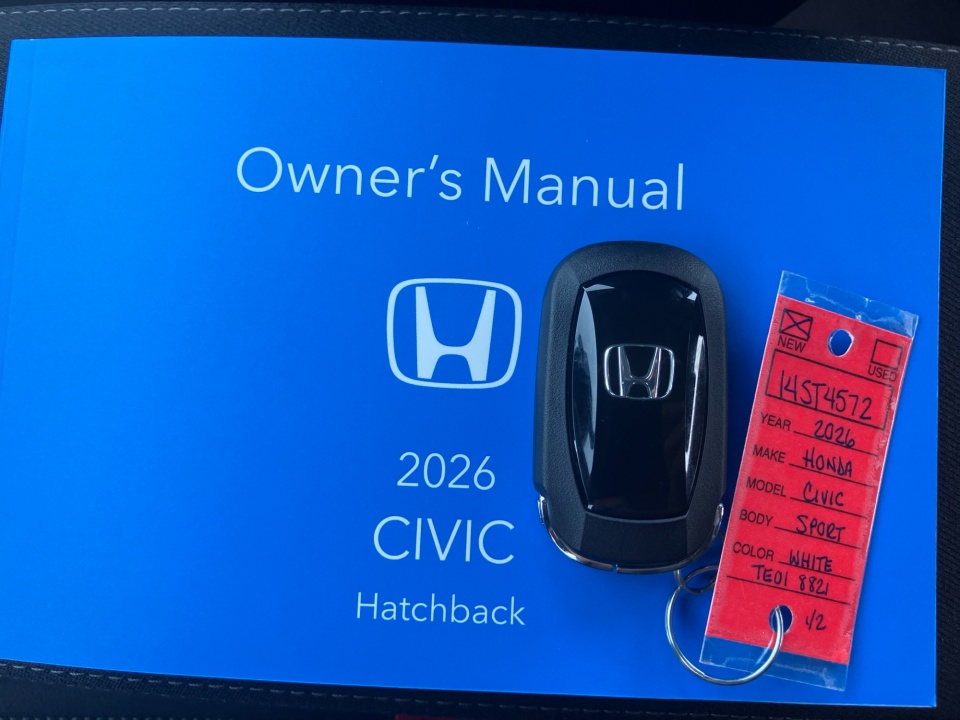 Owner's Manual
2026
CIVIC
Hatchback
NEW
USED
14ST4572
YEAR 2026
MAKE HONDA
MODEL CIVIC
BODY SPORT
COLOR WHITE
TE01 8821
1/2